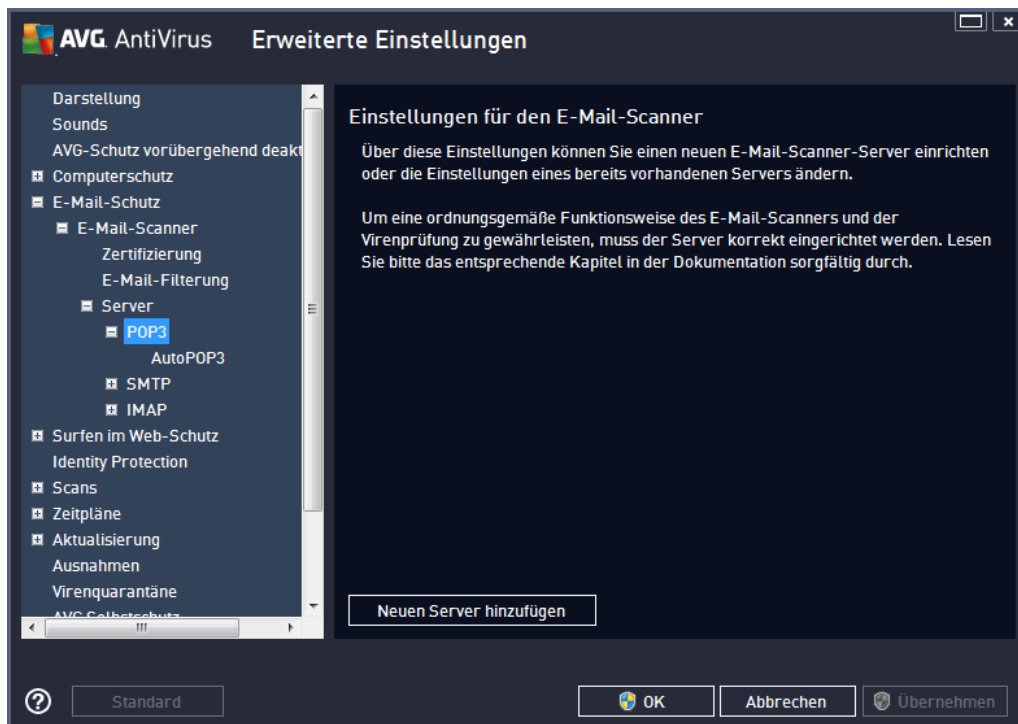 AVG AntiVirus Erweiterte Einstellungen
Darstellung
Sounds
AVG-Schutz vorübergehend deakt
Computerschutz
E-Mail-Schutz
E-Mail-Scanner
Zertifizierung
E-Mail-Filterung
Server
POP3
AutoPOP3
SMTP
IMAP
Surfen im Web-Schutz
Identity Protection
Scans
Zeitpläne
Aktualisierung
Ausnahmen
Virenquarantäne
AVG Selbstschutz
Einstellungen für den E-Mail-Scanner
Über diese Einstellungen können Sie einen neuen E-Mail-Scanner-Server einrichten
oder die Einstellungen eines bereits vorhandenen Servers ändern.
Um eine ordnungsgemäße Funktionsweise des E-Mail-Scanners und der
Virenprüfung zu gewährleisten, muss der Server korrekt eingerichtet werden. Lesen
Sie bitte das entsprechende Kapitel in der Dokumentation sorgfältig durch.
Neuen Server hinzufügen
? Standard OK Abbrechen Übernehmen